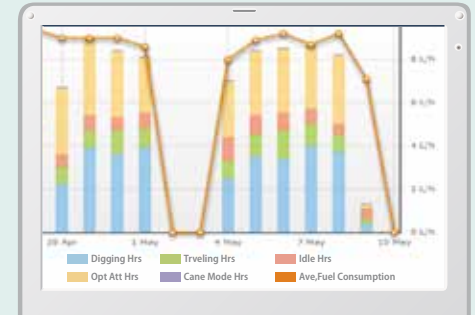 8 L/h
6 L/h
4 L/h
0 L/h
28 Apr 1 May 4 May 7 May 10 May
Digging Hrs Trveling Hrs Idle Hrs
Opt Att Hrs Cane Mode Hrs Ave,Fuel Consumption